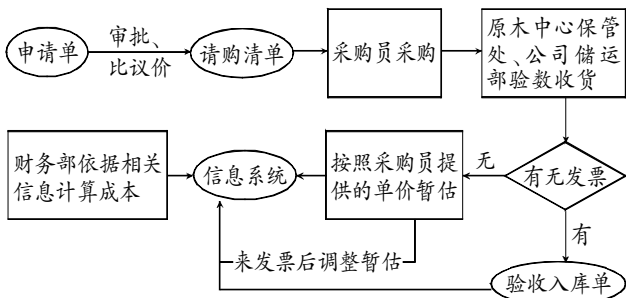 申请单
审批、
比议价
请购清单
采购员采购
原木中心保管
处、公司储运
部验数收货
财务部依据相关
信息计算成本
信息系统
按照采购员提
供的单价暂估
无
有无发票
有
来发票后调整暂估
验收入库单